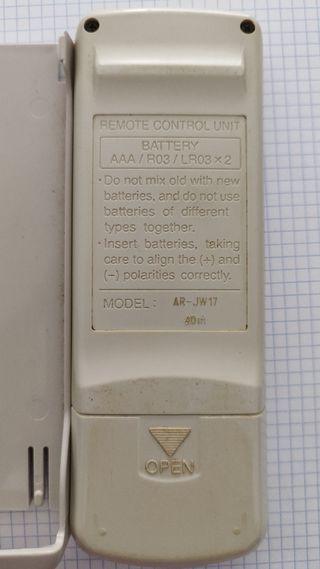 REMOTE CONTROL UNIT
BATTERY
AAA / R03 / LR03 × 2
・Do not mix old with new
batteries, and do not use
batteries of different
types together.
・Insert batteries, taking
care to align the (+) and
(−) polarities correctly.
MODEL : AR-JW17
OPEN